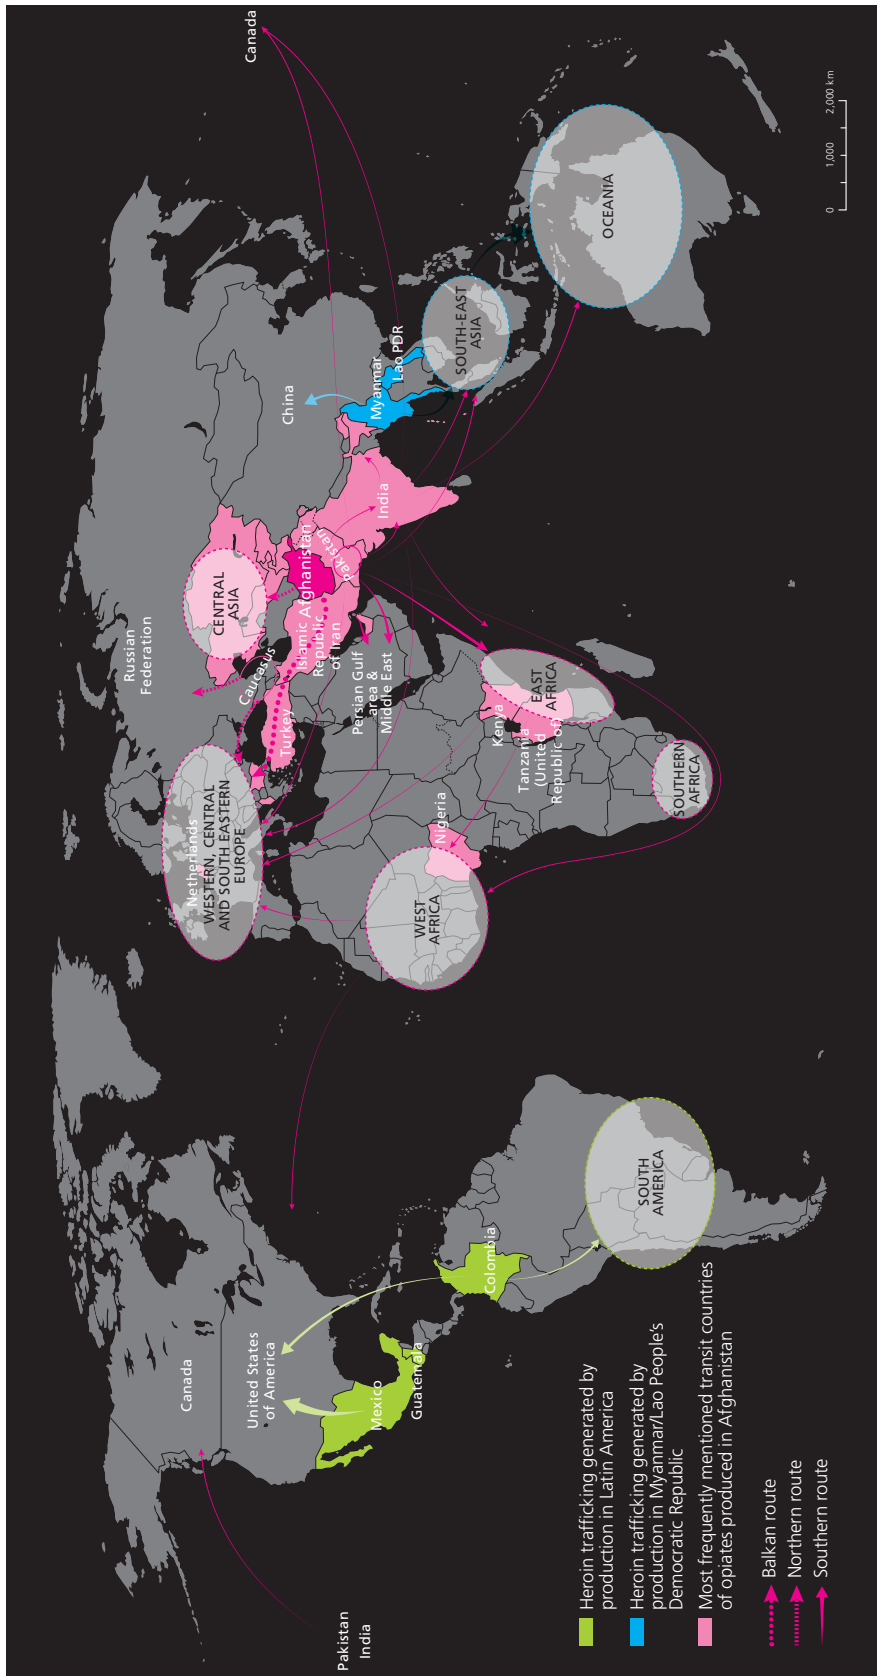 Canada
United States
of America
Mexico
Guatemala
Colombia
SOUTH
AMERICA
Pakistan
India
Netherlands
WESTERN, CENTRAL
AND SOUTH EASTERN
EUROPE
WEST
AFRICA
Nigeria
SOUTHERN
AFRICA
Kenya
Tanzania
(United
Republic of)
EAST
AFRICA
Persian Gulf
area &
Middle East
Turkey
Caucasus
Russian
Federation
CENTRAL
ASIA
Islamic
Republic
of Iran
Afghanistan
Pakistan
India
China
Myanmar
Lao PDR
SOUTH-EAST
ASIA
OCEANIA
Canada
Heroin trafficking generated by
production in Latin America
Heroin trafficking generated by
production in Myanmar/Lao People's
Democratic Republic
Most frequently mentioned transit countries
of opiates produced in Afghanistan
Balkan route
Northern route
Southern route
0 1,000 2,000 km